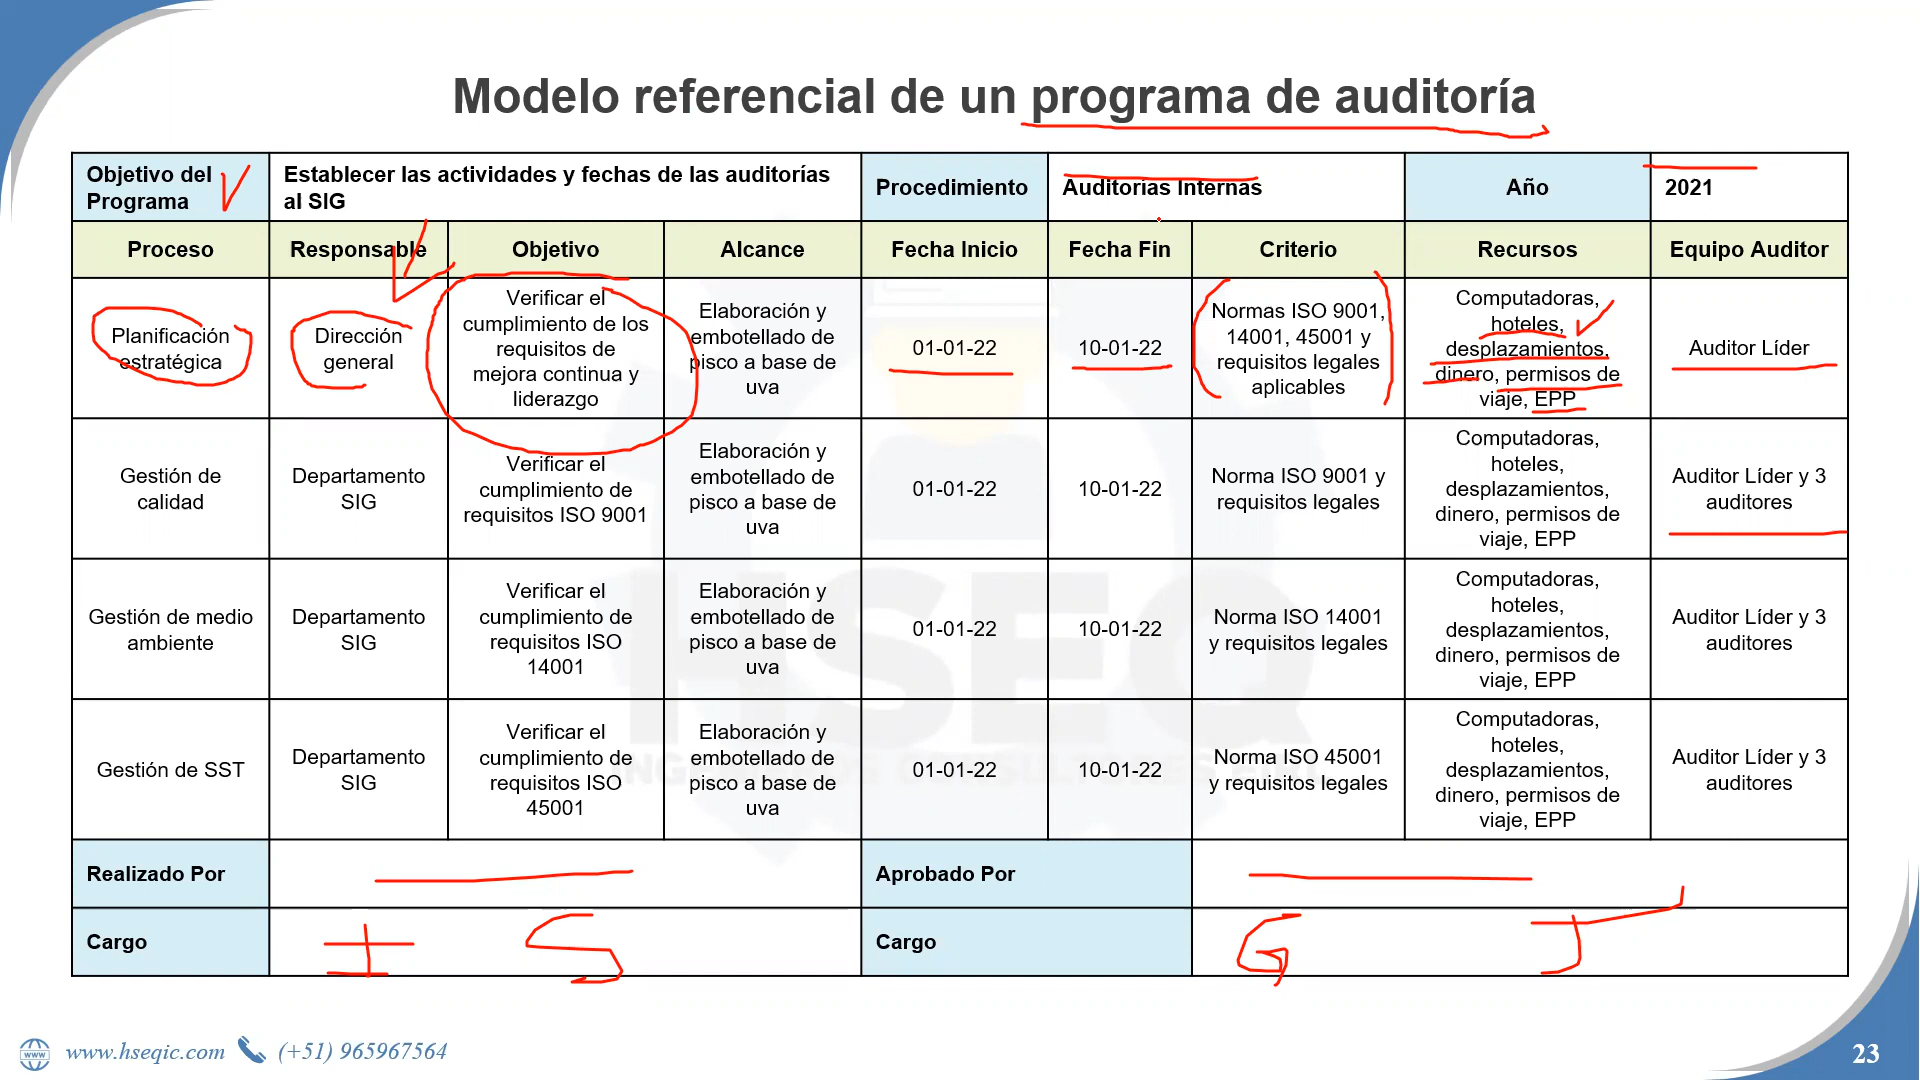 Modelo referencial de un programa de auditoría
Objetivo del
Programa
Establecer las actividades y fechas de las auditorías
al SIG
Procedimiento
Auditorías Internas
Año
2021
Proceso
Responsable
Objetivo
Alcance
Fecha Inicio
Fecha Fin
Criterio
Recursos
Equipo Auditor
Planificación
estratégica
Dirección
general
Verificar el
cumplimiento de los
requisitos de
mejora continua y
liderazgo
Elaboración y
embotellado de
pisco a base de
uva
01-01-22
10-01-22
Normas ISO 9001,
14001, 45001 y
requisitos legales
aplicables
Computadoras,
hoteles,
desplazamientos,
dinero, permisos de
viaje, EPP
Auditor Líder
Gestión de
calidad
Departamento
SIG
Verificar el
cumplimiento de
requisitos ISO 9001
Elaboración y
embotellado de
pisco a base de
uva
01-01-22
10-01-22
Norma ISO 9001 y
requisitos legales
Computadoras,
hoteles,
desplazamientos,
dinero, permisos de
viaje, EPP
Auditor Líder y 3
auditores
Gestión de medio
ambiente
Departamento
SIG
Verificar el
cumplimiento de
requisitos ISO
14001
Elaboración y
embotellado de
pisco a base de
uva
01-01-22
10-01-22
Norma ISO 14001
y requisitos legales
Computadoras,
hoteles,
desplazamientos,
dinero, permisos de
viaje, EPP
Auditor Líder y 3
auditores
Gestión de SST
Departamento
SIG
Verificar el
cumplimiento de
requisitos ISO
45001
Elaboración y
embotellado de
pisco a base de
uva
01-01-22
10-01-22
Norma ISO 45001
y requisitos legales
Computadoras,
hoteles,
desplazamientos,
dinero, permisos de
viaje, EPP
Auditor Líder y 3
auditores
Realizado Por
Aprobado Por
Cargo
Cargo
HSEQ
www.hseqic.com
(+51) 965967564
23